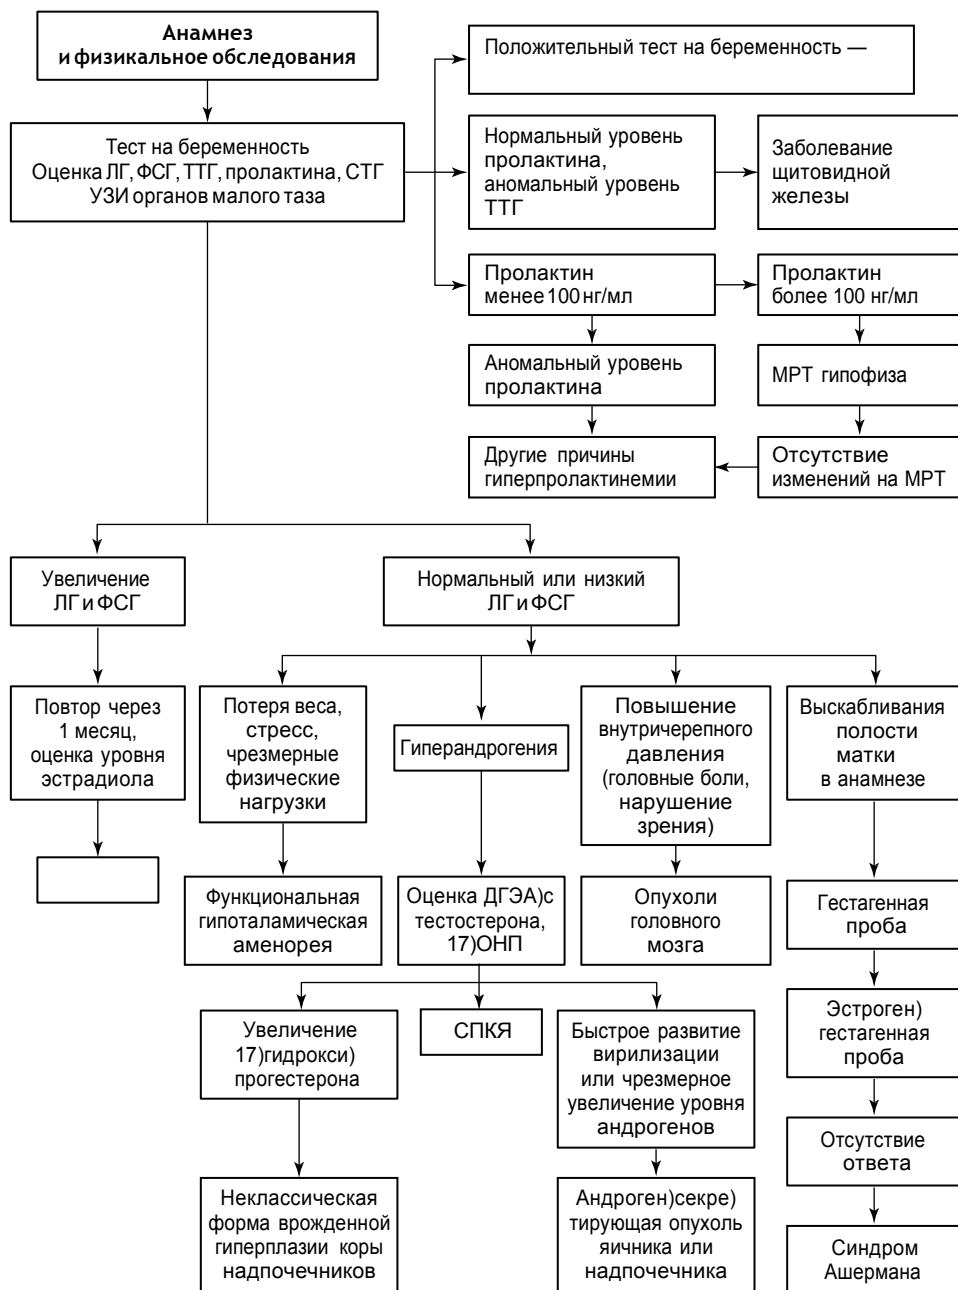 Анамнез
и физикальное обследования
Положительный тест на беременность —
Тест на беременность
Оценка ЛГ, ФСГ, ТТГ, пролактина, СТГ
УЗИ органов малого таза
Нормальный уровень
пролактина,
аномальный уровень
ТТГ
Заболевание
щитовидной
железы
Пролактин
менее 100 нг/мл
Пролактин
более 100 нг/мл
Аномальный уровень
пролактина
МРТ гипофиза
Другие причины
гиперпролактинемии
Отсутствие
изменений на МРТ
Увеличение
ЛГ и ФСГ
Нормальный или низкий
ЛГ и ФСГ
Повтор через
1 месяц,
оценка уровня
эстрадиола
Потеря веса,
стресс,
чрезмерные
физические
нагрузки
Гиперандрогения
Повышение
внутричерепного
давления
(головные боли,
нарушение
зрения)
Выскабливания
полости
матки
в анамнезе
Функциональная
гипоталамическая
аменорея
Оценка ДГЭА)с
тестостерона,
17)ОНП
Опухоли
головного
мозга
Гестагенная
проба
Увеличение
17)гидрокси)
прогестерона
СПКЯ
Быстрое развитие
вирилизации
или чрезмерное
увеличение уровня
андрогенов
Эстроген)
гестагенная
проба
Отсутствие
ответа
Неклассическая
форма врожденной
гиперплазии коры
надпочечников
Андроген)секре)
тирующая опухоль
яичника или
надпочечника
Синдром
Ашермана